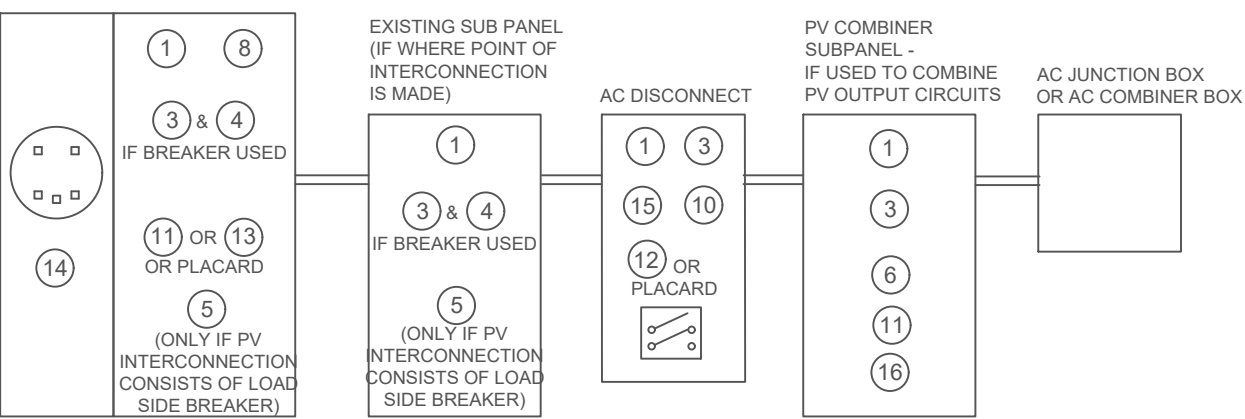 14
1 8
3 & 4
IF BREAKER USED
11 OR 13
OR PLACARD
5
(ONLY IF PV
INTERCONNECTION
CONSISTS OF LOAD
SIDE BREAKER)
EXISTING SUB PANEL
(IF WHERE POINT OF
INTERCONNECTION
IS MADE)
1
3 & 4
IF BREAKER USED
5
(ONLY IF PV
INTERCONNECTION
CONSISTS OF LOAD
SIDE BREAKER)
AC DISCONNECT
1 3
15 10
12 OR
PLACARD
PV COMBINER
SUBPANEL -
IF USED TO COMBINE
PV OUTPUT CIRCUITS
1
3
6
11
16
AC JUNCTION BOX
OR AC COMBINER BOX